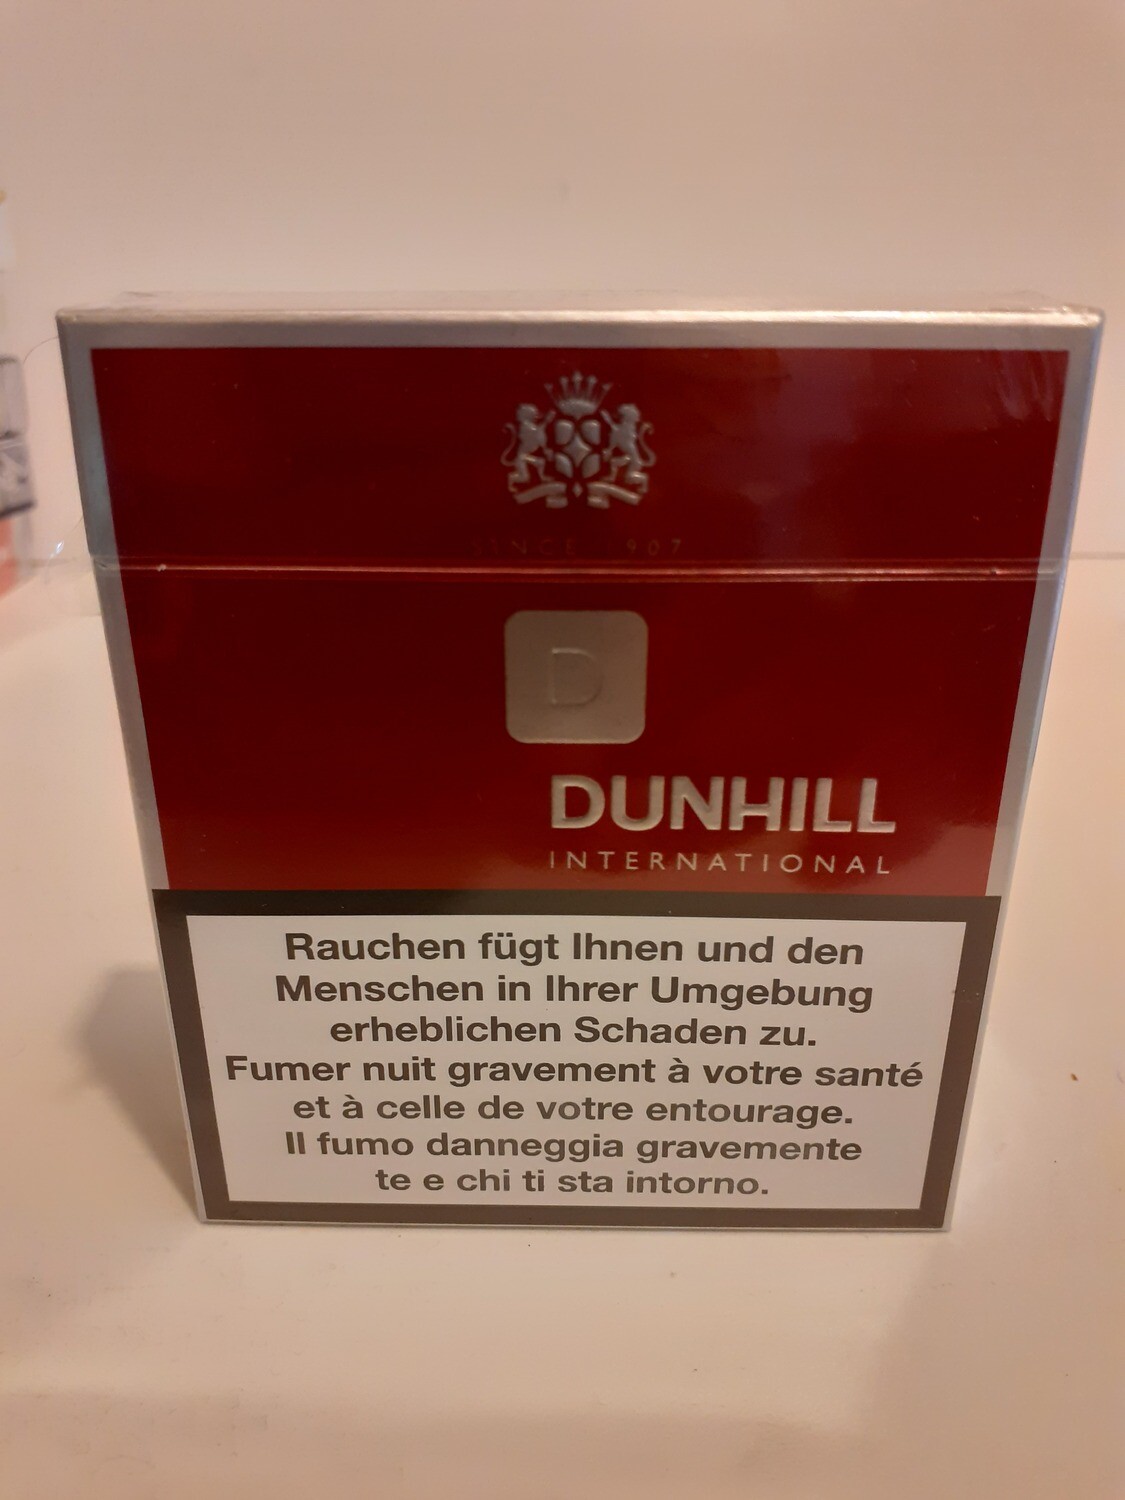 SINCE 1907
D
DUNHILL
INTERNATIONAL
Rauchen fügt Ihnen und den
Menschen in Ihrer Umgebung
erheblichen Schaden zu.
Fumer nuit gravement à votre santé
et à celle de votre entourage.
Il fumo danneggia gravemente
te e chi ti sta intorno.